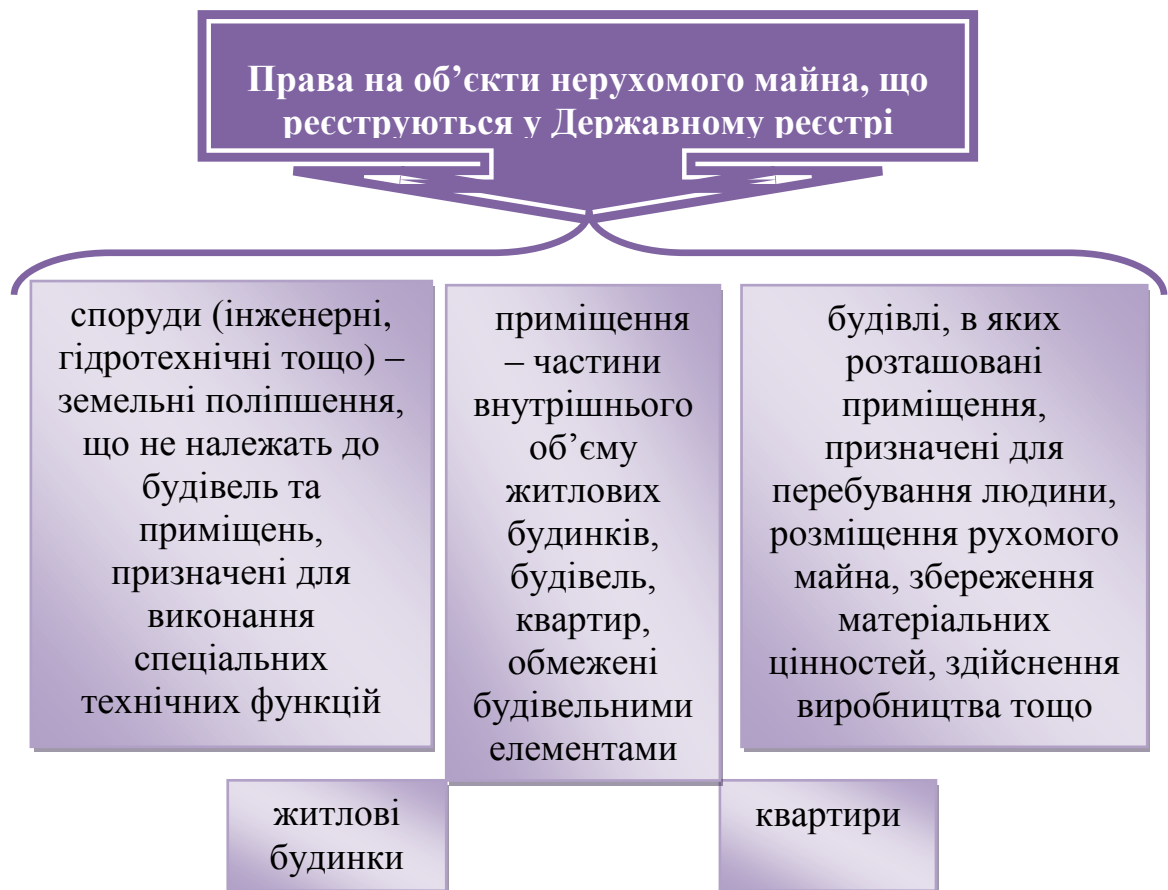 Права на об’єкти нерухомого майна, що
реєструються у Державному реєстрі
споруди (інженерні,
гідротехнічні тощо) –
земельні поліпшення,
що не належать до
будівель та
приміщень,
призначені для
виконання
спеціальних
технічних функцій
приміщення
– частини
внутрішнього
об’єму
житлових
будинків,
будівель,
квартир,
обмежені
будівельними
елементами
будівлі, в яких
розташовані
приміщення,
призначені для
перебування людини,
розміщення рухомого
майна, збереження
матеріальних
цінностей, здійснення
виробництва тощо
житлові
будинки
квартири